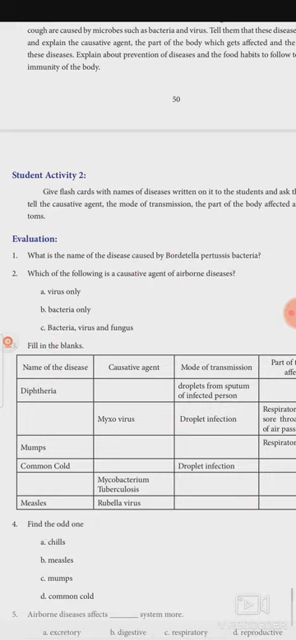 cough are caused by microbes such as bacteria and virus. Tell them that these disease
and explain the causative agent, the part of the body which gets affected and the
these diseases. Explain about prevention of diseases and the food habits to follow t
immunity of the body.
50
Student Activity 2:
Give flash cards with names of diseases written on it to the students and ask th
tell the causative agent, the mode of transmission, the part of the body affected a
toms.
Evaluation:
1. What is the name of the disease caused by Bordetella pertussis bacteria?
2. Which of the following is a causative agent of airborne diseases?
a. virus only
b. bacteria only
c. Bacteria, virus and fungus
Fill in the blanks.
Name of the disease Causative agent Mode of transmission Part of t
affe
Diphtheria droplets from sputum
of infected person
Myxo virus Droplet infection Respirator
sore throa
of air pass
Mumps Respirator
Common Cold Droplet infection
Mycobacterium
Tuberculosis
Measles Rubella virus
4. Find the odd one
a. chills
b. measles
c. mumps
d. common cold
5. Airborne diseases affects ______ system more.
a. excretory b. digestive c. respiratory d. reproductive